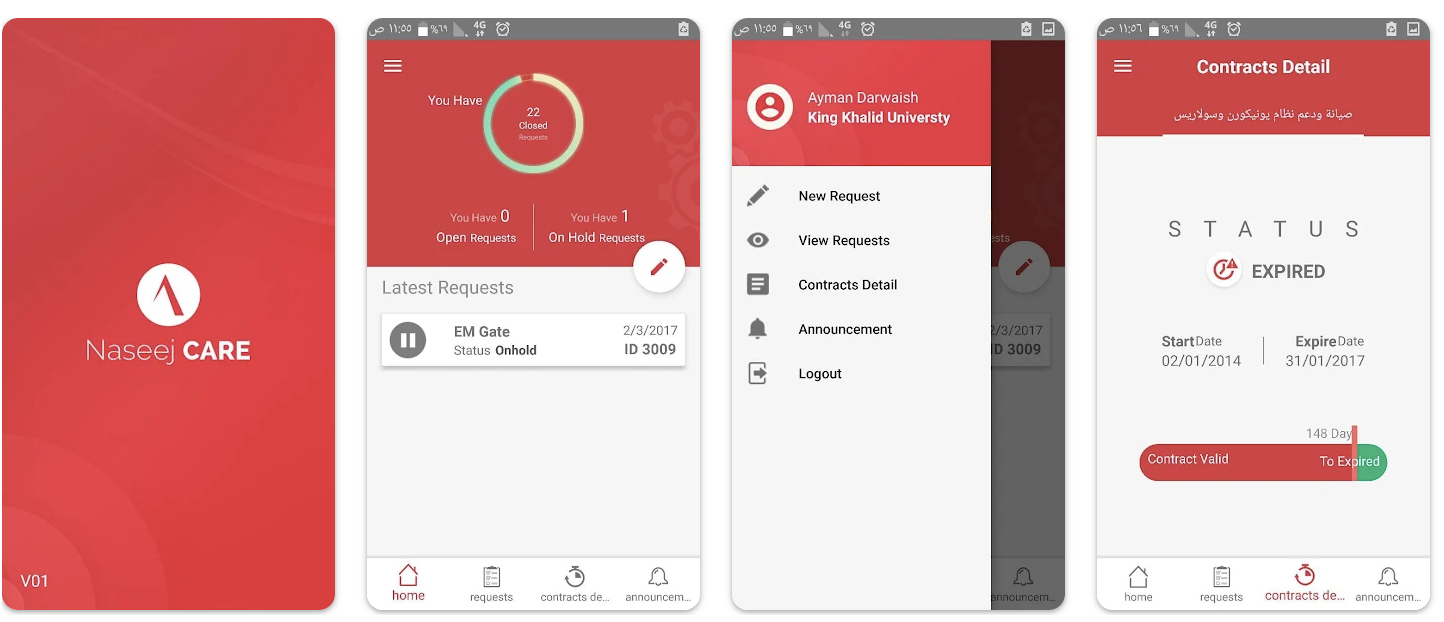 Naseej CARE
V01
١١:٥٥ ص
%٦٩
4G
You Have
22
Closed
Requests
You Have 0
Open Requests
You Have 1
On Hold Requests
Latest Requests
EM Gate
2/3/2017
Status Onhold
ID 3009
home
requests
contracts de...
announcem...
١١:٥٥ ص
%٦٩
4G
Ayman Darwaish
King Khalid Universty
New Request
View Requests
Contracts Detail
Announcement
Logout
ests
2/3/2017
ID 3009
announcem...
١١:٥٦ ص
%٦٩
4G
Contracts Detail
صيانة ودعم نظام يونيكورن وسولاريس
STATUS
EXPIRED
StartDate
02/01/2014
ExpireDate
31/01/2017
148 Day
Contract Valid
To Expired
home
requests
contracts de...
announcem...